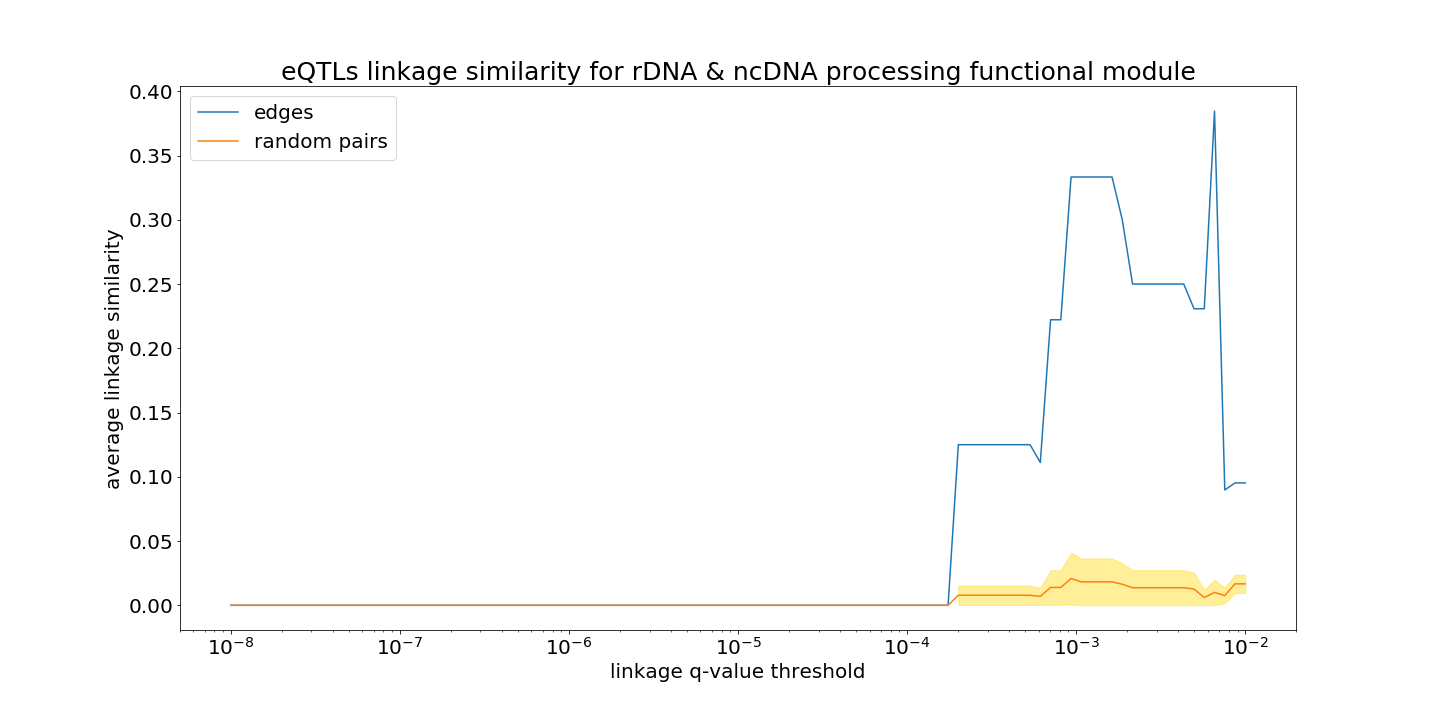 eQTLs linkage similarity for rDNA & ncDNA processing functional module
edges
random pairs
average linkage similarity
0.40
0.35
0.30
0.25
0.20
0.15
0.10
0.05
0.00
10⁻⁸ 10⁻⁷ 10⁻⁶ 10⁻⁵ 10⁻⁴ 10⁻³ 10⁻²
linkage q-value threshold